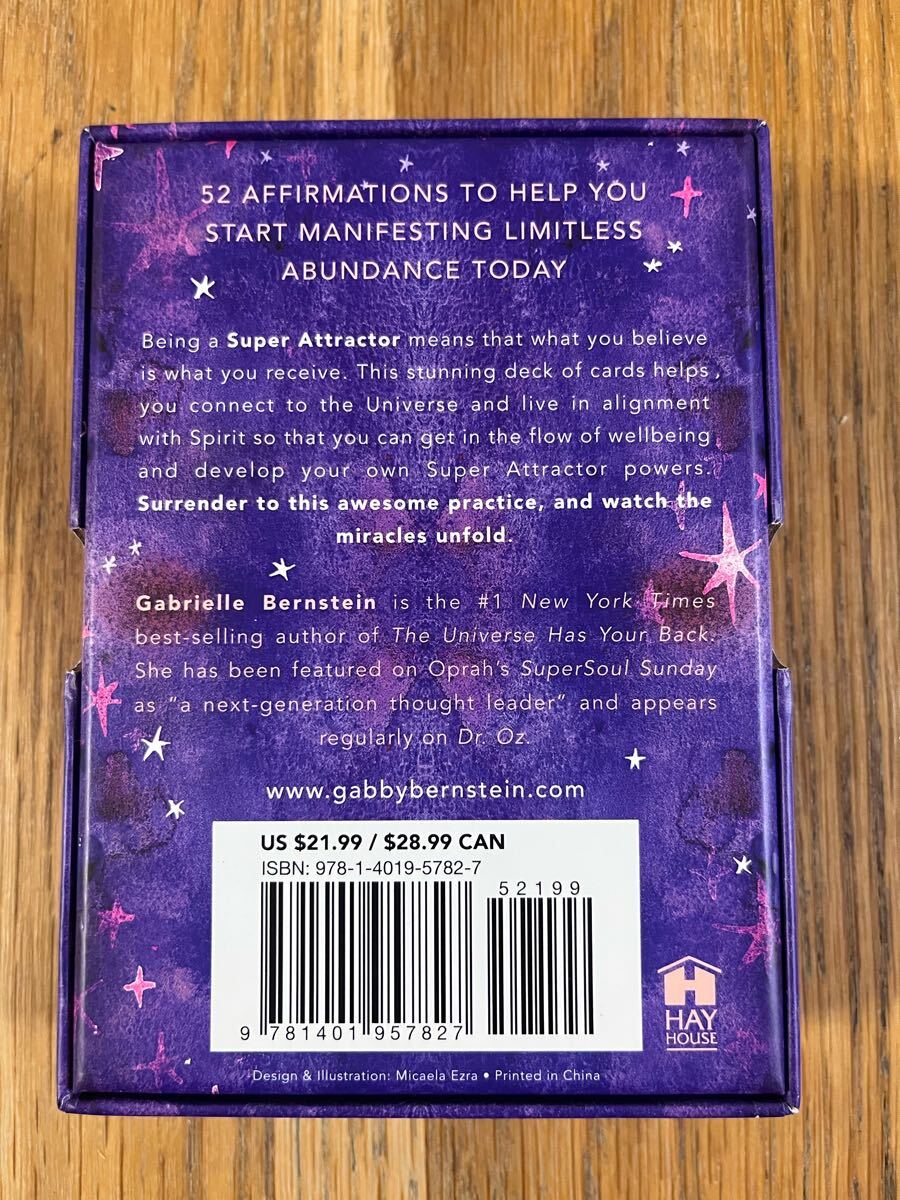 52 AFFIRMATIONS TO HELP YOU
START MANIFESTING LIMITLESS
ABUNDANCE TODAY
Being a Super Attractor means that what you believe
is what you receive. This stunning deck of cards helps
you connect to the Universe and live in alignment
with Spirit so that you can get in the flow of wellbeing
and develop your own Super Attractor powers.
Surrender to this awesome practice, and watch the
miracles unfold.
Gabrielle Bernstein is the #1 New York Times
best-selling author of The Universe Has Your Back.
She has been featured on Oprah's SuperSoul Sunday
as "a next-generation thought leader" and appears
regularly on Dr. Oz.
www.gabbybernstein.com
US $21.99 / $28.99 CAN
ISBN: 978-1-4019-5782-7
52199
9 781401 957827
HAY
HOUSE
Design & Illustration: Micaela Ezra • Printed in China